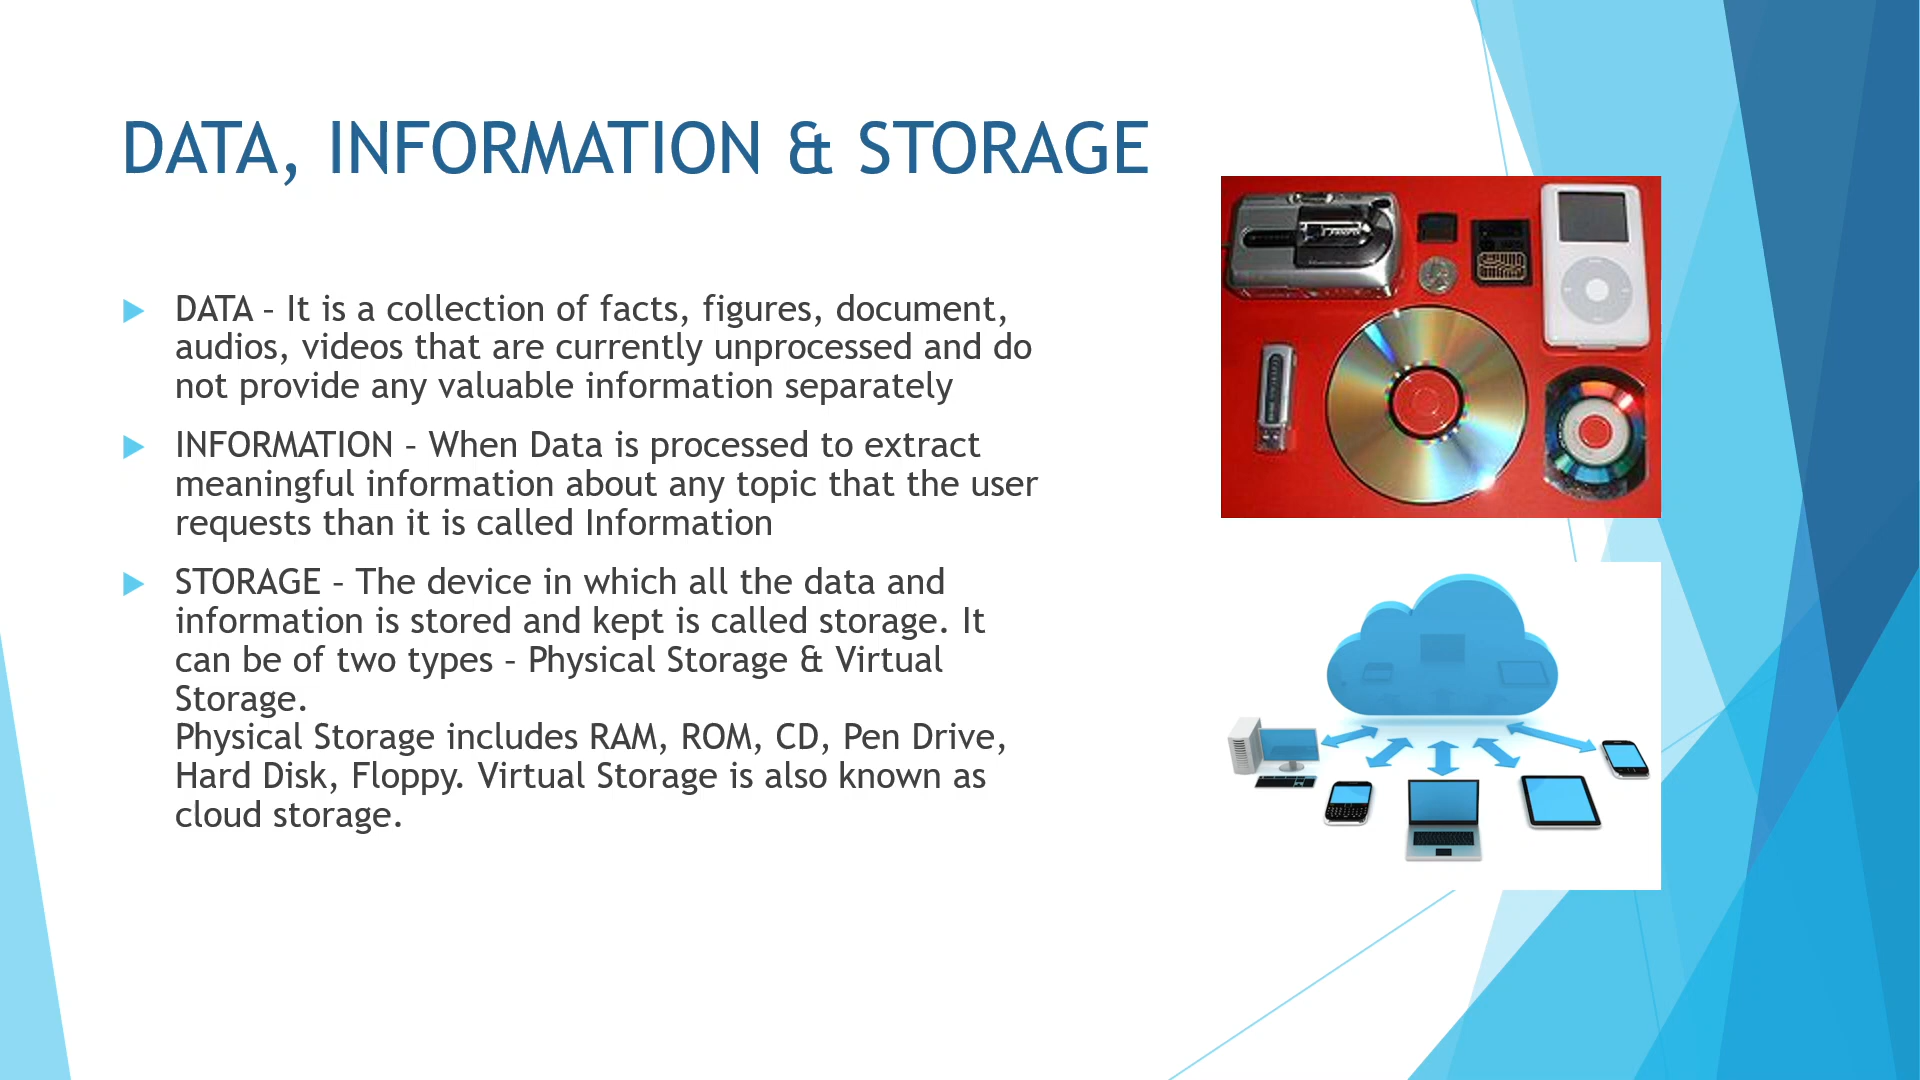 DATA, INFORMATION & STORAGE
DATA – It is a collection of facts, figures, document,
audios, videos that are currently unprocessed and do
not provide any valuable information separately
INFORMATION – When Data is processed to extract
meaningful information about any topic that the user
requests than it is called Information
STORAGE – The device in which all the data and
information is stored and kept is called storage. It
can be of two types – Physical Storage & Virtual
Storage.
Physical Storage includes RAM, ROM, CD, Pen Drive,
Hard Disk, Floppy. Virtual Storage is also known as
cloud storage.